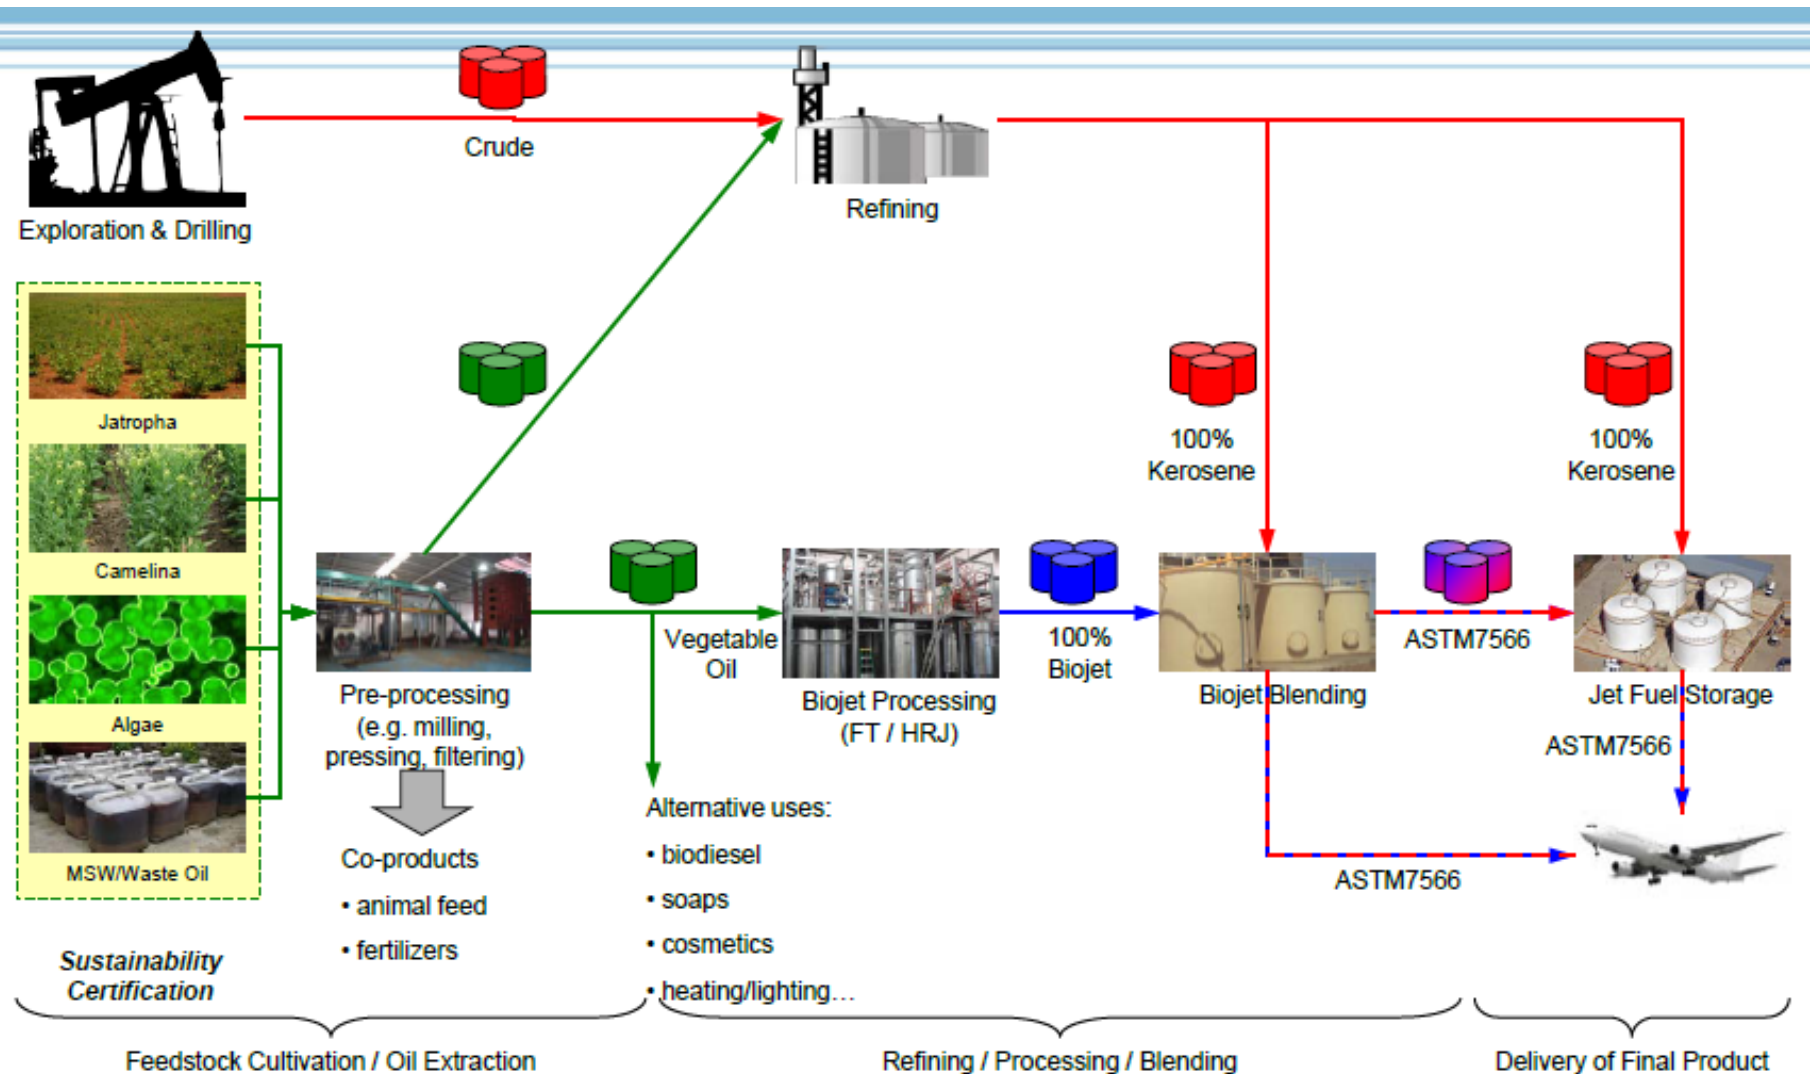 Crude
Refining
Exploration & Drilling
Jatropha
Camelina
Algae
MSW/Waste Oil
Sustainability
Certification
Pre-processing
(e.g. milling,
pressing, filtering)
Co-products
• animal feed
• fertilizers
Vegetable
Oil
Alternative uses:
• biodiesel
• soaps
• cosmetics
• heating/lighting…
Biojet Processing
(FT / HRJ)
100%
Biojet
100%
Kerosene
Biojet Blending
ASTM7566
100%
Kerosene
Jet Fuel Storage
ASTM7566
ASTM7566
Feedstock Cultivation / Oil Extraction
Refining / Processing / Blending
Delivery of Final Product